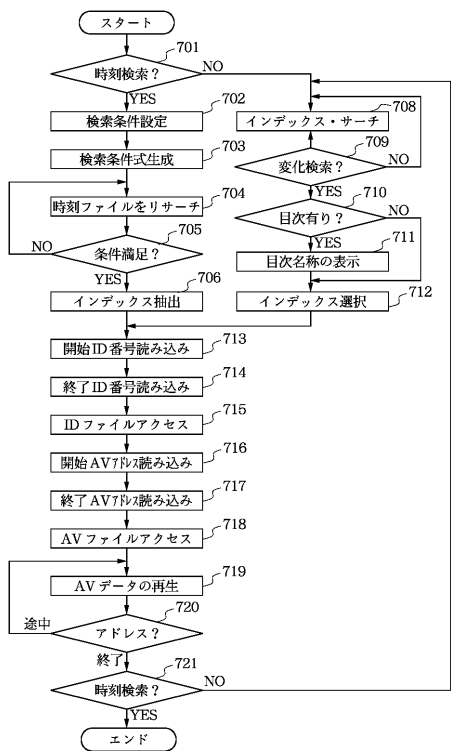 スタート
701
時刻検索？
NO
YES
702
検索条件設定
708
インデックス・サーチ
703
検索条件式生成
709
変化検索？
NO
YES
704
時刻ファイルをリサーチ
710
目次有り？
NO
YES
705
条件満足？
NO
YES
711
目次名称の表示
706
インデックス抽出
712
インデックス選択
713
開始ID番号読み込み
714
終了ID番号読み込み
715
IDファイルアクセス
716
開始AVｱﾄﾞﾚｽ読み込み
717
終了AVｱﾄﾞﾚｽ読み込み
718
AVファイルアクセス
719
AVデータの再生
720
アドレス？
途中
終了
721
時刻検索？
NO
YES
エンド